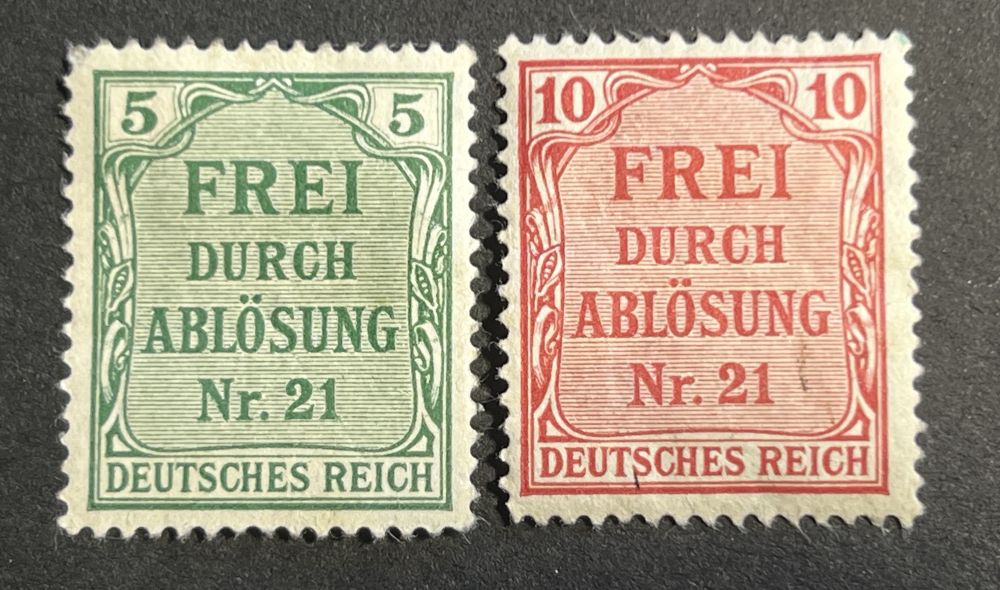 5 5
FREI
DURCH
ABLÖSUNG
Nr. 21
DEUTSCHES REICH
10 10
FREI
DURCH
ABLÖSUNG
Nr. 21
DEUTSCHES REICH